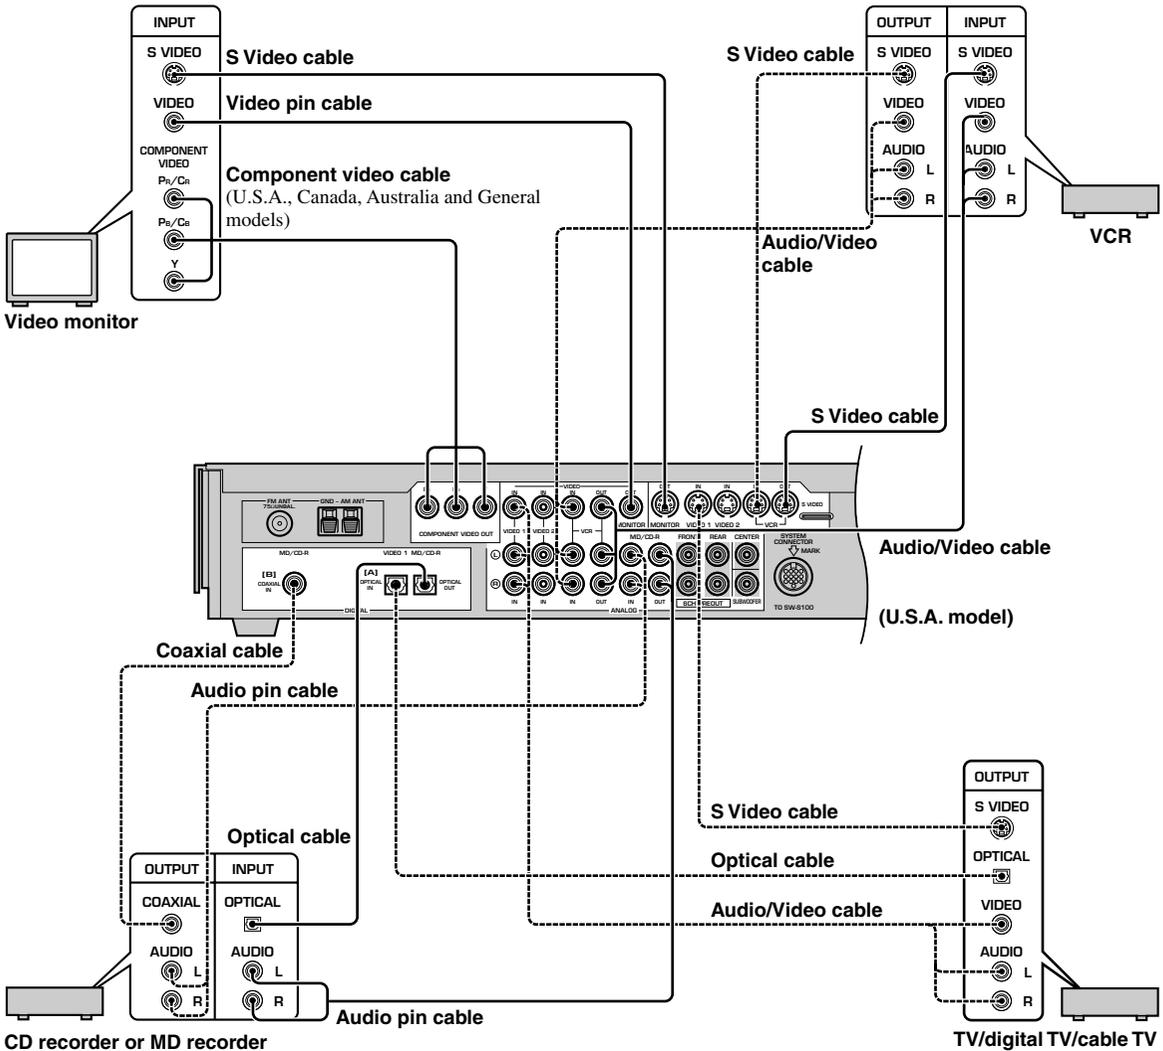 INPUT
S VIDEO
VIDEO
COMPONENT
VIDEO
PR/CR
PB/CB
Y
Video monitor
S Video cable
Video pin cable
Component video cable
(U.S.A., Canada, Australia and General
models)
OUTPUT
INPUT
S VIDEO
S VIDEO
VIDEO
VIDEO
AUDIO
AUDIO
L
L
R
R
VCR
S Video cable
Audio/Video
cable
S Video cable
Audio/Video cable
(U.S.A. model)
FM ANT
75Ω UNBAL.
GND
AM ANT
COMPONENT VIDEO OUT
VIDEO
IN
IN
IN
OUT
OUT
OUT
IN
IN
OUT
S VIDEO
VIDEO 1
VIDEO 2
VCR
MONITOR
MONITOR
VIDEO 1
VIDEO 2
VCR
MD/CD-R
VIDEO 1
MD/CD-R
[B]
COAXIAL
IN
[A]
OPTICAL
IN
OPTICAL
OUT
DIGITAL
L
R
MD/CD-R
FRONT
REAR
CENTER
SYSTEM
CONNECTOR
MARK
IN
IN
IN
OUT
IN
OUT
SUBWOOFER
ANALOG
TO SW-S100
Coaxial cable
Audio pin cable
Optical cable
OUTPUT
INPUT
COAXIAL
OPTICAL
AUDIO
AUDIO
L
L
R
R
CD recorder or MD recorder
Audio pin cable
S Video cable
Optical cable
Audio/Video cable
OUTPUT
S VIDEO
OPTICAL
VIDEO
AUDIO
L
R
TV/digital TV/cable TV